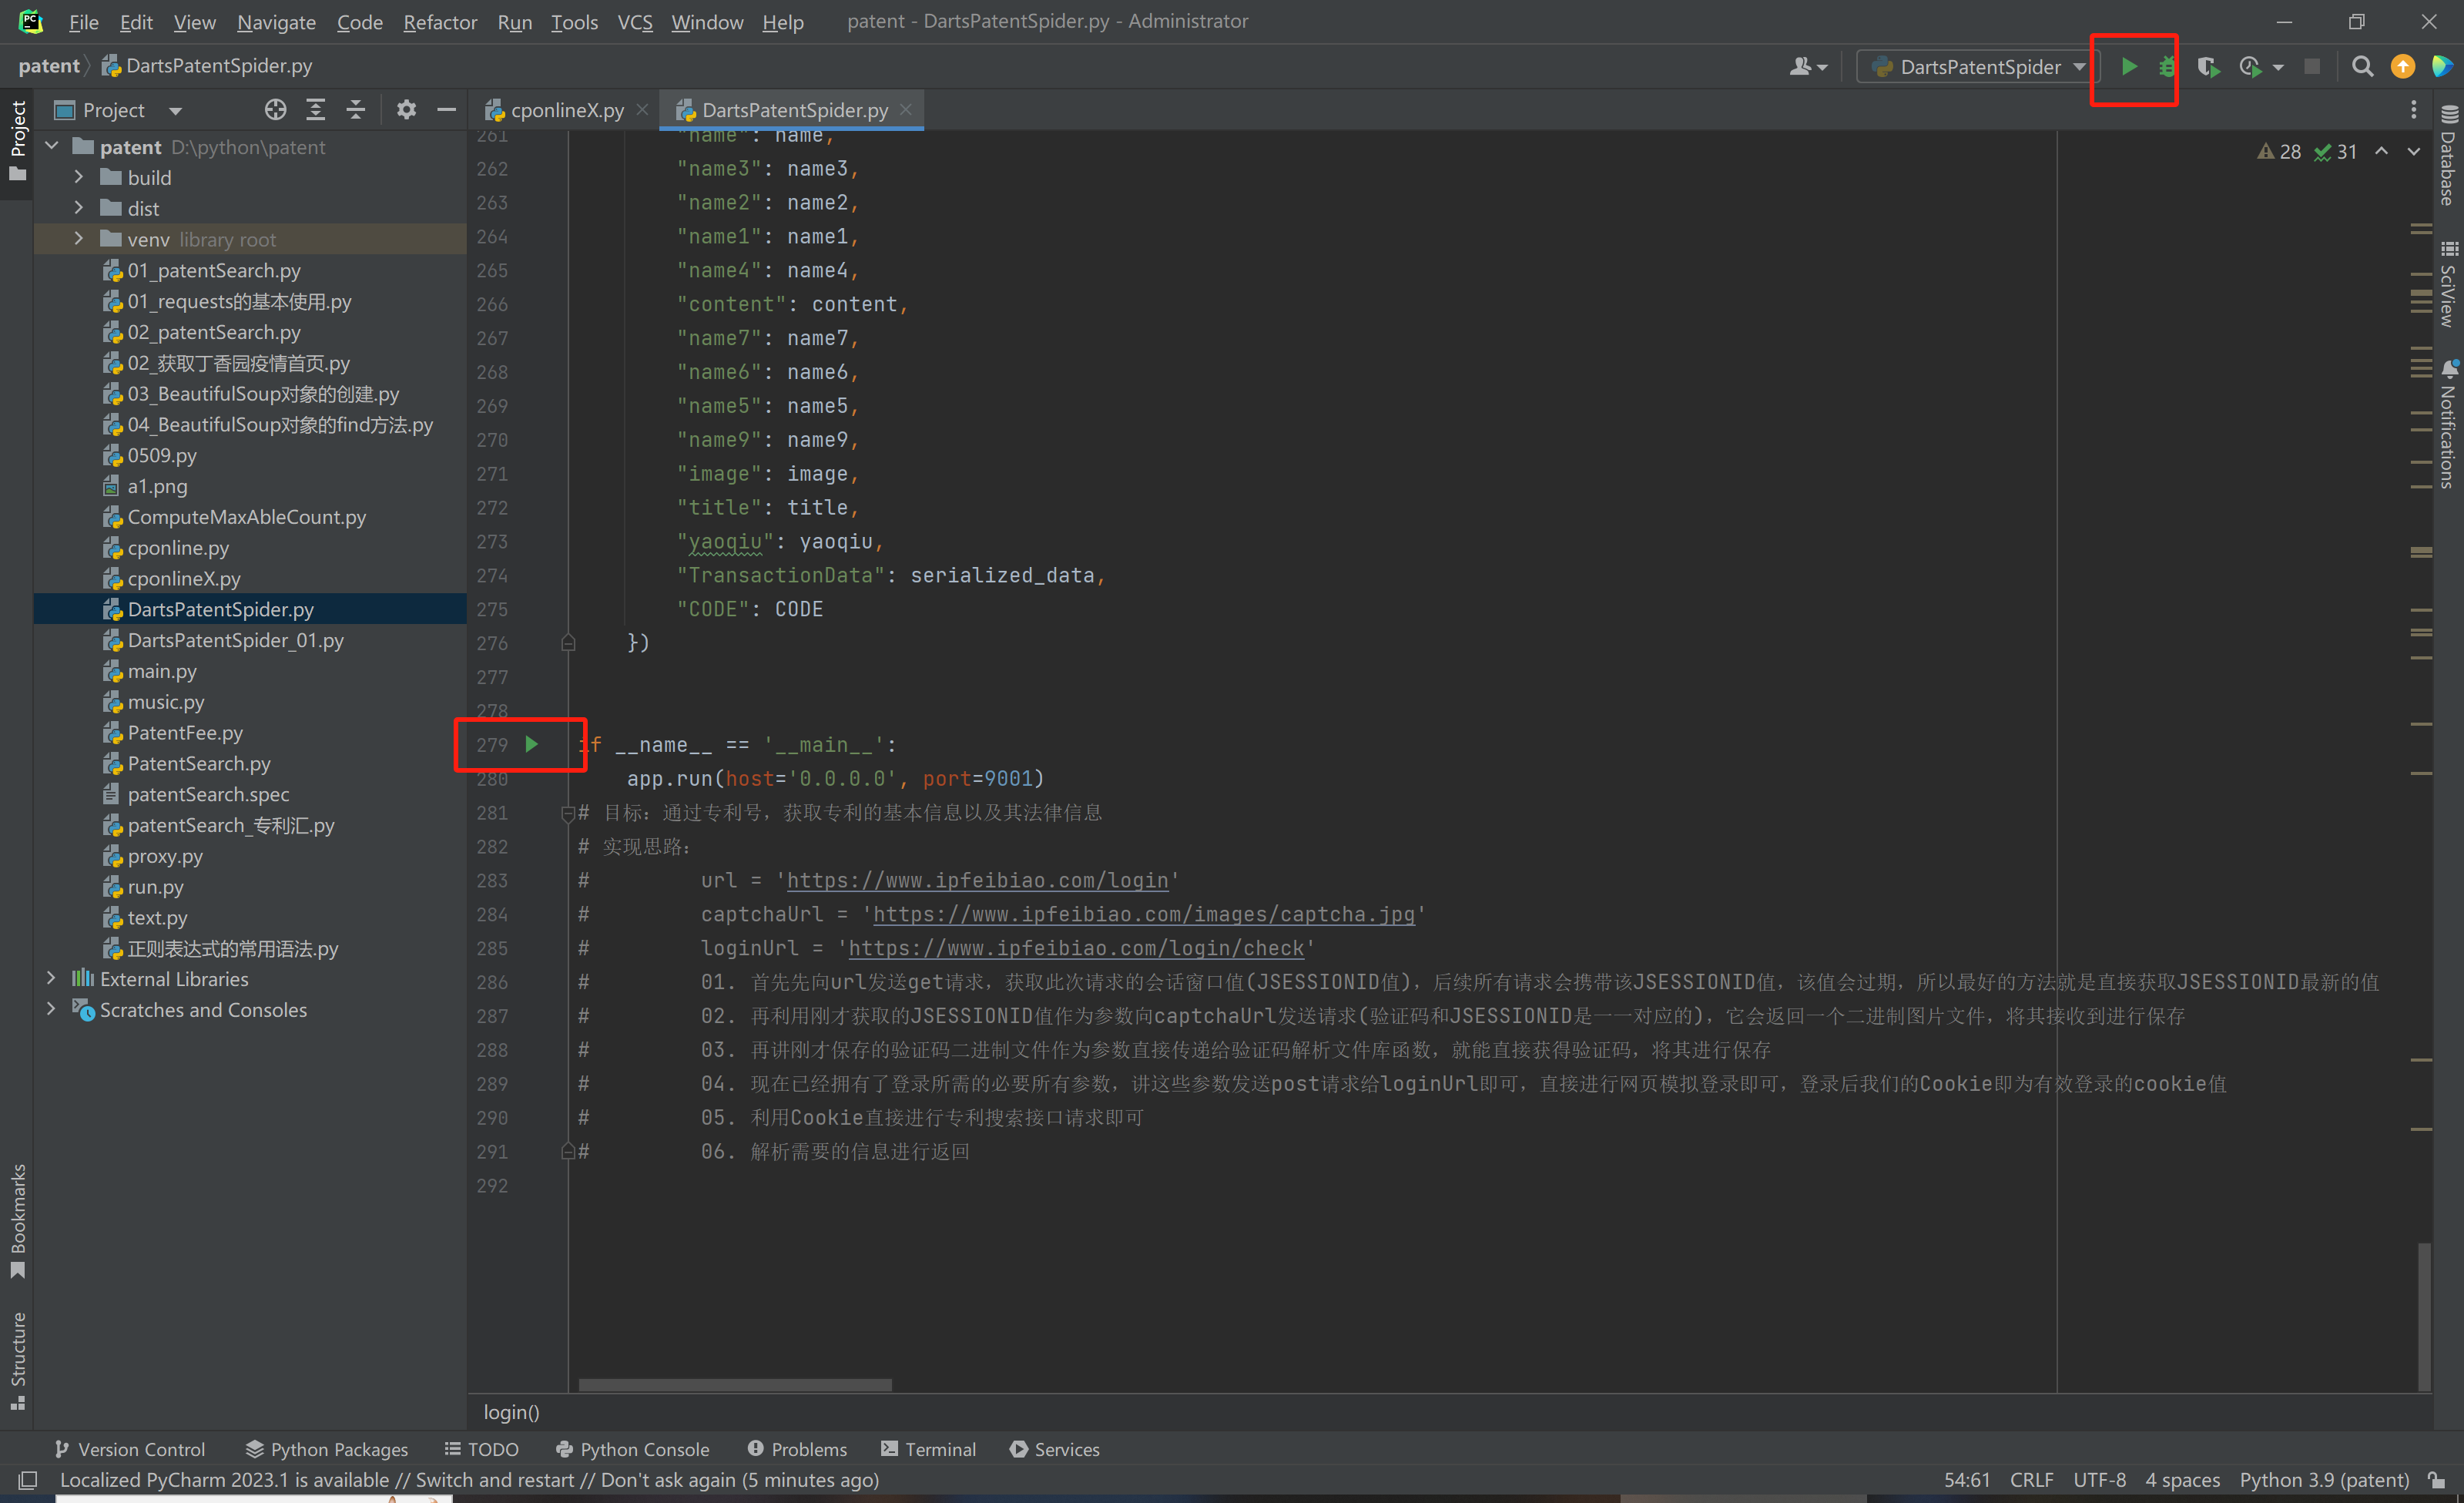 File Edit View Navigate Code Refactor Run Tools VCS Window Help patent - DartsPatentSpider.py - Administrator
patent DartsPatentSpider.py DartsPatentSpider
Project
Project
cponlineX.py
DartsPatentSpider.py
patent D:\python\patent
build
dist
venv library root
01_patentSearch.py
01_requests的基本使用.py
02_patentSearch.py
02_获取丁香园疫情首页.py
03_BeautifulSoup对象的创建.py
04_BeautifulSoup对象的find方法.py
0509.py
a1.png
ComputeMaxAbleCount.py
cponline.py
cponlineX.py
DartsPatentSpider.py
DartsPatentSpider_01.py
main.py
music.py
PatentFee.py
PatentSearch.py
patentSearch.spec
patentSearch_专利汇.py
proxy.py
run.py
text.py
正则表达式的常用语法.py
External Libraries
Scratches and Consoles
Bookmarks
Structure
28 31
261 "name": name,
262 "name3": name3,
263 "name2": name2,
264 "name1": name1,
265 "name4": name4,
266 "content": content,
267 "name7": name7,
268 "name6": name6,
269 "name5": name5,
270 "name9": name9,
271 "image": image,
272 "title": title,
273 "yaoqiu": yaoqiu,
274 "TransactionData": serialized_data,
275 "CODE": CODE
276 })
277
278
279 if __name__ == '__main__':
280 app.run(host='0.0.0.0', port=9001)
281 # 目标：通过专利号，获取专利的基本信息以及其法律信息
282 # 实现思路：
283 # url = 'https://www.ipfeibiao.com/login'
284 # captchaUrl = 'https://www.ipfeibiao.com/images/captcha.jpg'
285 # loginUrl = 'https://www.ipfeibiao.com/login/check'
286 # 01. 首先先向url发送get请求，获取此次请求的会话窗口值(JSESSIONID值)，后续所有请求会携带该JSESSIONID值，该值会过期，所以最好的方法就是直接获取JSESSIONID最新的值
287 # 02. 再利用刚才获取的JSESSIONID值作为参数向captchaUrl发送请求(验证码和JSESSIONID是一一对应的)，它会返回一个二进制图片文件，将其接收到进行保存
288 # 03. 再讲刚才保存的验证码二进制文件作为参数直接传递给验证码解析文件库函数，就能直接获得验证码，将其进行保存
289 # 04. 现在已经拥有了登录所需的必要所有参数，讲这些参数发送post请求给loginUrl即可，直接进行网页模拟登录即可，登录后我们的Cookie即为有效登录的cookie值
290 # 05. 利用Cookie直接进行专利搜索接口请求即可
291 # 06. 解析需要的信息进行返回
292
Database
SciView
Notifications
login()
Version Control Python Packages TODO Python Console Problems Terminal Services
Localized PyCharm 2023.1 is available // Switch and restart // Don't ask again (5 minutes ago) 54:61 CRLF UTF-8 4 spaces Python 3.9 (patent)